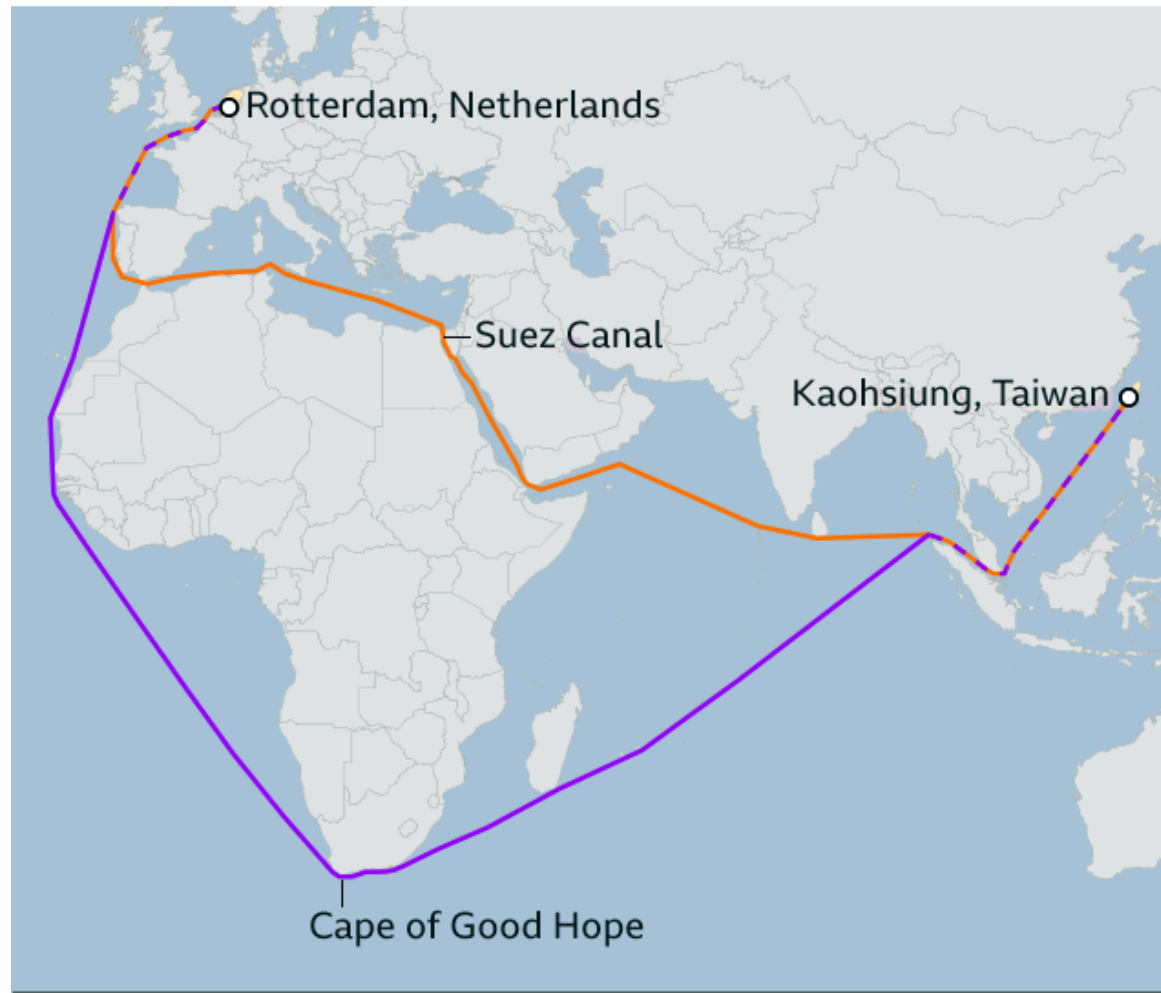 Rotterdam, Netherlands
Suez Canal
Kaohsiung, Taiwan
Cape of Good Hope